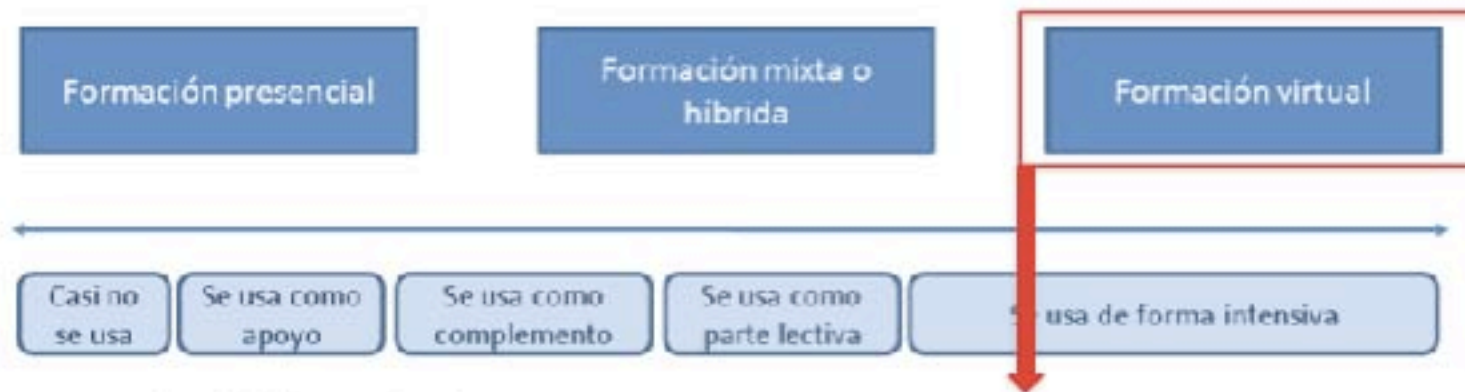 Formación presencial
Formación mixta o
híbrida
Formación virtual
Casi no
se usa
Se usa como
apoyo
Se usa como
complemento
Se usa como
parte lectiva
Se usa de forma intensiva